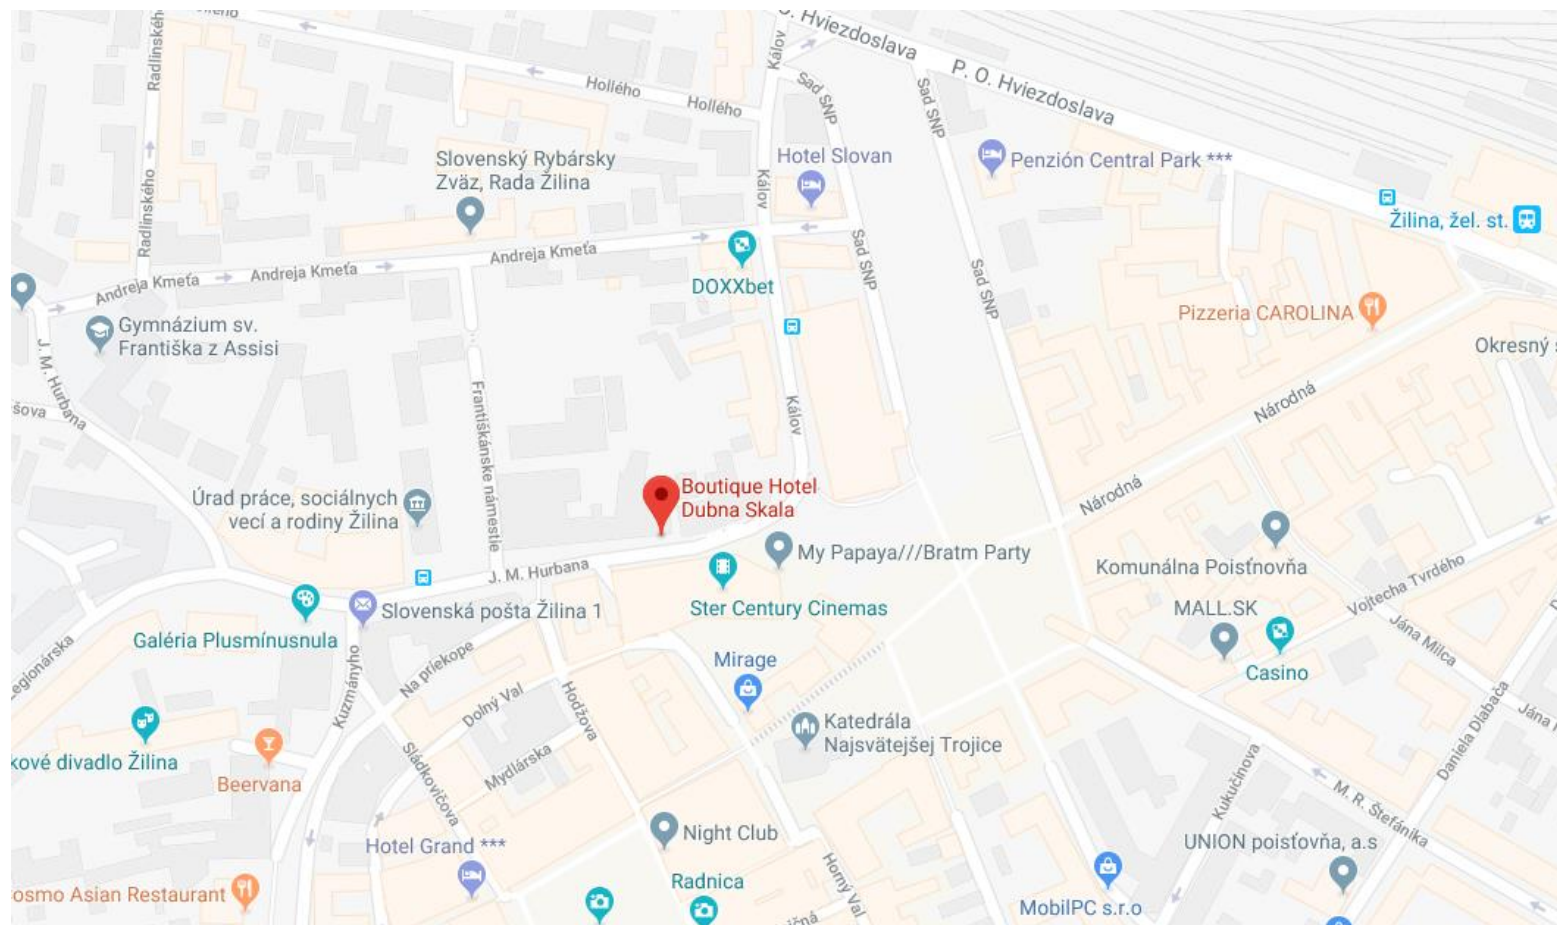 Hollého
O. Hviezdoslava
Radlinského
Kálov
P. O. Hviezdoslava
Hollého
Hollého
Sad SNP
Sad SNP
Slovenský Rybársky
Zväz, Rada Žilina
Hotel Slovan
Penzión Central Park ***
Radlinského
Kálov
Žilina, žel. st.
Andreja Kmeťa
Andreja Kmeťa
Andreja Kmeťa
Sad SNP
Sad SNP
DOXXbet
Pizzeria CAROLINA
Gymnázium sv.
Františka z Assisi
Okresný
J. M. Hurbana
šova
Františkánske námestie
Kálov
Národná
Národná
Boutique Hotel
Dubna Skala
Úrad práce, sociálnych
vecí a rodiny Žilina
My Papaya///Bratm Party
J. M. Hurbana
Komunálna Poisťnovňa
Vojtecha Tvrdého
Ster Century Cinemas
MALL.SK
Slovenská pošta Žilina 1
Galéria Plusmínusnula
Jána Milca
Casino
Mirage
egionárska
Na priekope
Kuzmányho
Dolný Val
Hodžova
Katedrála
Najsvätejšej Trojice
Daniela Dlabača
Jána
kové divadlo Žilina
Beervana
Sládkovičova
Mydlárska
Kukučínova
M. R. Štefánika
Hotel Grand ***
Night Club
UNION poisťovňa, a.s
osmo Asian Restaurant
Radnica
Horný Val
MobilPC s.r.o
ičná